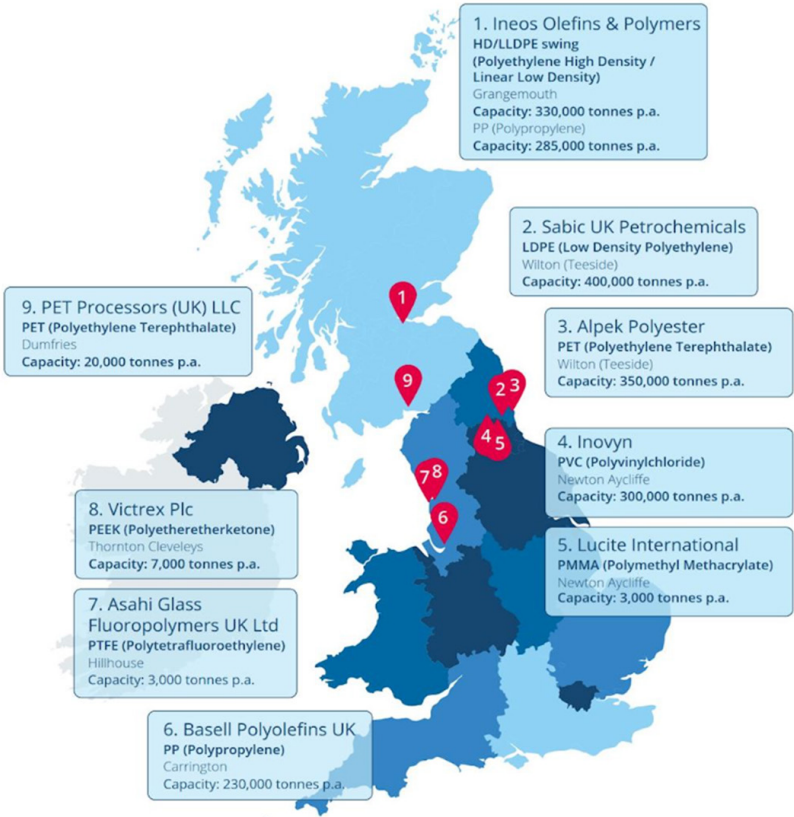 1. Ineos Olefins & Polymers
HD/LLDPE swing
(Polyethylene High Density /
Linear Low Density)
Grangemouth
Capacity: 330,000 tonnes p.a.
PP (Polypropylene)
Capacity: 285,000 tonnes p.a.
2. Sabic UK Petrochemicals
LDPE (Low Density Polyethylene)
Wilton (Teeside)
Capacity: 400,000 tonnes p.a.
9. PET Processors (UK) LLC
PET (Polyethylene Terephthalate)
Dumfries
Capacity: 20,000 tonnes p.a.
3. Alpek Polyester
PET (Polyethylene Terephthalate)
Wilton (Teeside)
Capacity: 350,000 tonnes p.a.
4. Inovyn
PVC (Polyvinylchloride)
Newton Aycliffe
Capacity: 300,000 tonnes p.a.
8. Victrex Plc
PEEK (Polyetheretherketone)
Thornton Cleveleys
Capacity: 7,000 tonnes p.a.
5. Lucite International
PMMA (Polymethyl Methacrylate)
Newton Aycliffe
Capacity: 3,000 tonnes p.a.
7. Asahi Glass
Fluoropolymers UK Ltd
PTFE (Polytetrafluoroethylene)
Hillhouse
Capacity: 3,000 tonnes p.a.
6. Basell Polyolefins UK
PP (Polypropylene)
Carrington
Capacity: 230,000 tonnes p.a.
1
9
2
3
4
5
7
8
6